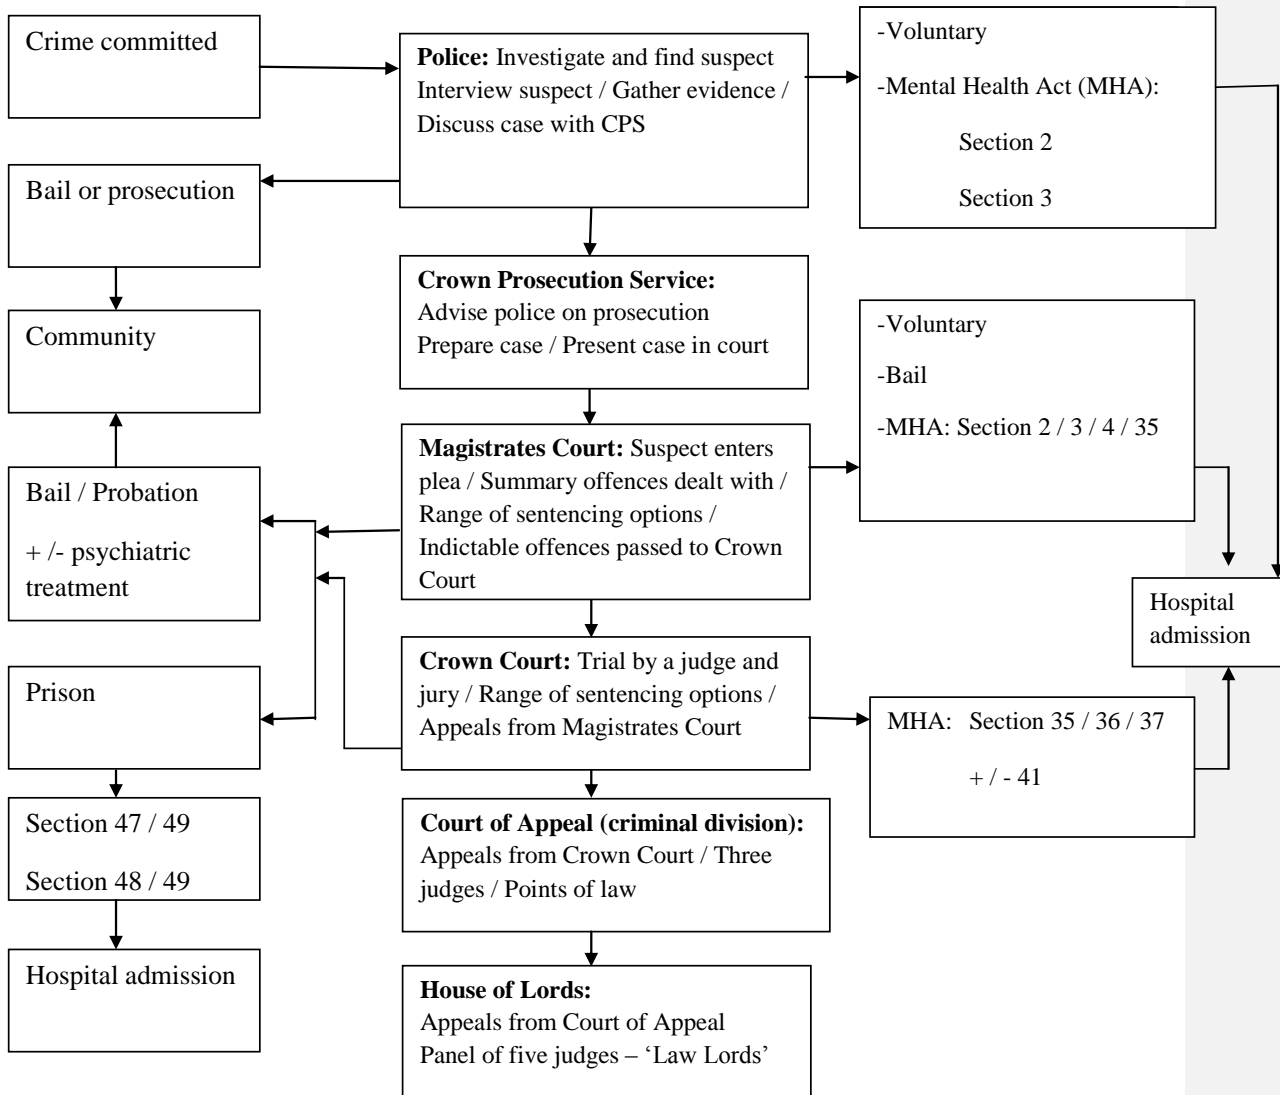 Crime committed
Police: Investigate and find suspect
Interview suspect / Gather evidence /
Discuss case with CPS
-Voluntary
-Mental Health Act (MHA):
Section 2
Section 3
Bail or prosecution
Crown Prosecution Service:
Advise police on prosecution
Prepare case / Present case in court
Community
-Voluntary
-Bail
-MHA: Section 2 / 3 / 4 / 35
Magistrates Court: Suspect enters
plea / Summary offences dealt with /
Range of sentencing options /
Indictable offences passed to Crown
Court
Bail / Probation
+ /- psychiatric
treatment
Hospital
admission
Crown Court: Trial by a judge and
jury / Range of sentencing options /
Appeals from Magistrates Court
Prison
MHA: Section 35 / 36 / 37
+ / - 41
Section 47 / 49
Section 48 / 49
Court of Appeal (criminal division):
Appeals from Crown Court / Three
judges / Points of law
Hospital admission
House of Lords:
Appeals from Court of Appeal
Panel of five judges – ‘Law Lords’